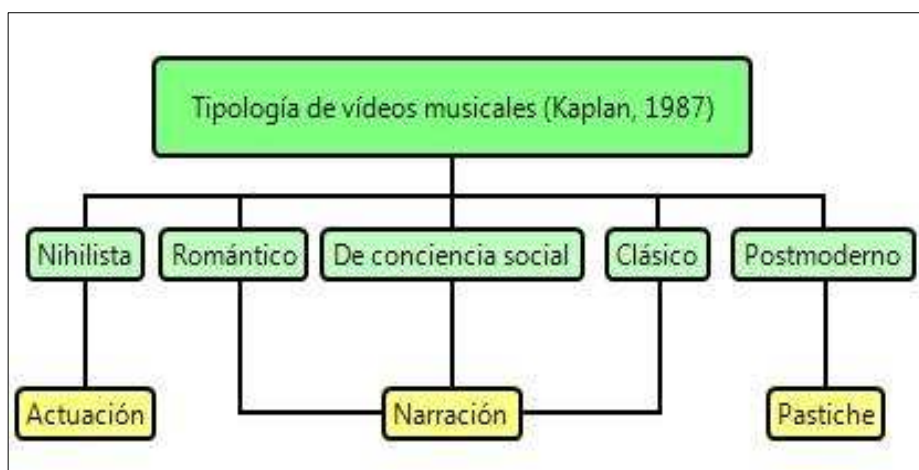 Tipología de vídeos musicales (Kaplan, 1987)
Nihilista
Romántico
De conciencia social
Clásico
Postmoderno
Actuación
Narración
Pastiche